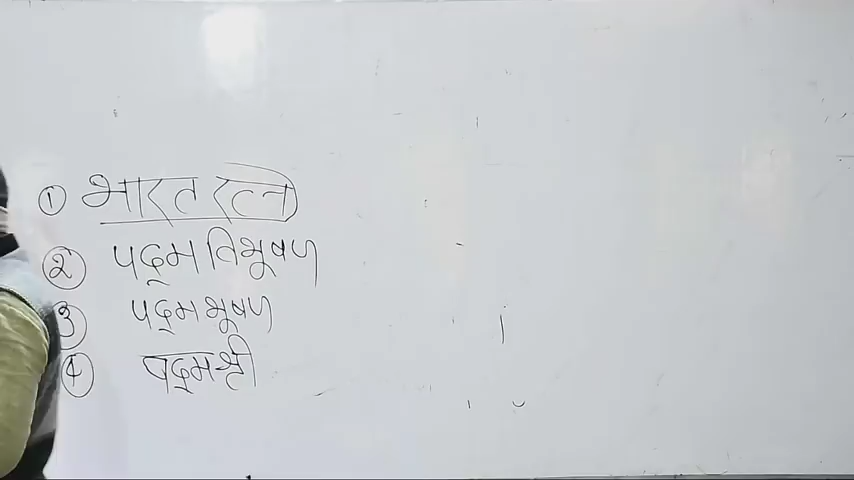 ① भारत रत्न
② पद्म विभूषण
③ पद्म भूषण
④ पद्मश्री